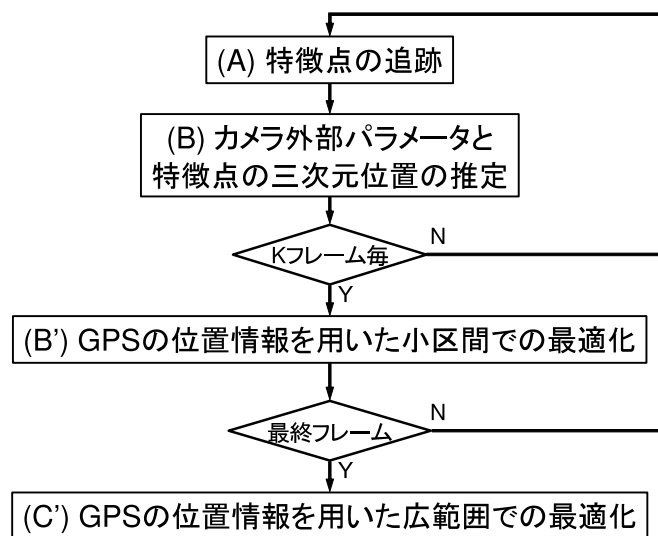 (A) 特徴点の追跡
(B) カメラ外部パラメータと
特徴点の三次元位置の推定
Kフレーム毎
N
Y
(B') GPSの位置情報を用いた小区間での最適化
最終フレーム
N
Y
(C') GPSの位置情報を用いた広範囲での最適化